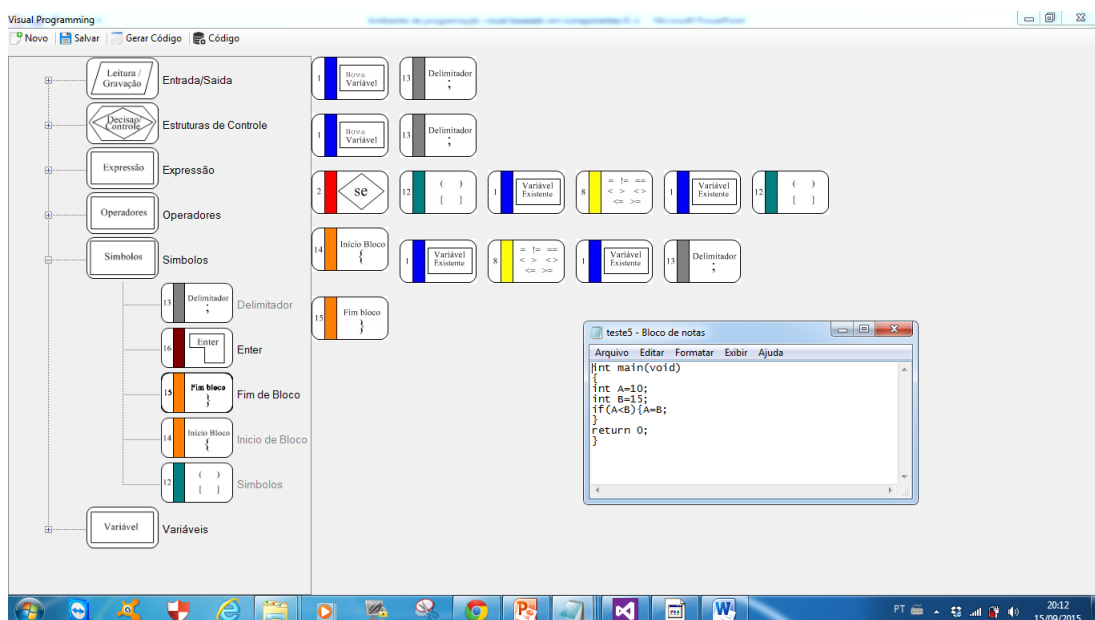 Visual Programming
Novo Salvar Gerar Código Código
Leitura / Gravação Entrada/Saida
Decisao/ Controle Estruturas de Controle
Expressão Expressão
Operadores Operadores
Simbolos Simbolos
13 Delimitador ; Delimitador
16 Enter Enter
15 Fim bloco } Fim de Bloco
14 Inicio Bloco { Inicio de Bloco
12 ( ) [ ] Simbolos
Variável Variáveis
1 Nova Variável 13 Delimitador ;
1 Nova Variável 13 Delimitador ;
2 se 12 ( ) [ ] 1 Variável Existente 8 = != == < > <> <= >= 1 Variável Existente 12 ( ) [ ]
14 Início Bloco { 1 Variável Existente 8 = != == < > <> <= >= 1 Variável Existente 13 Delimitador ;
15 Fim bloco }
teste5 - Bloco de notas
Arquivo Editar Formatar Exibir Ajuda
int main(void)
{
int A=10;
int B=15;
if(A<B){A=B;
}
return 0;
}
PT 20:12
15/09/2015